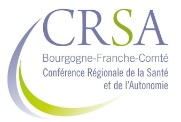 CRSA
Bourgogne-Franche-Comté
Conférence Régionale de la Santé
et de l'Autonomie